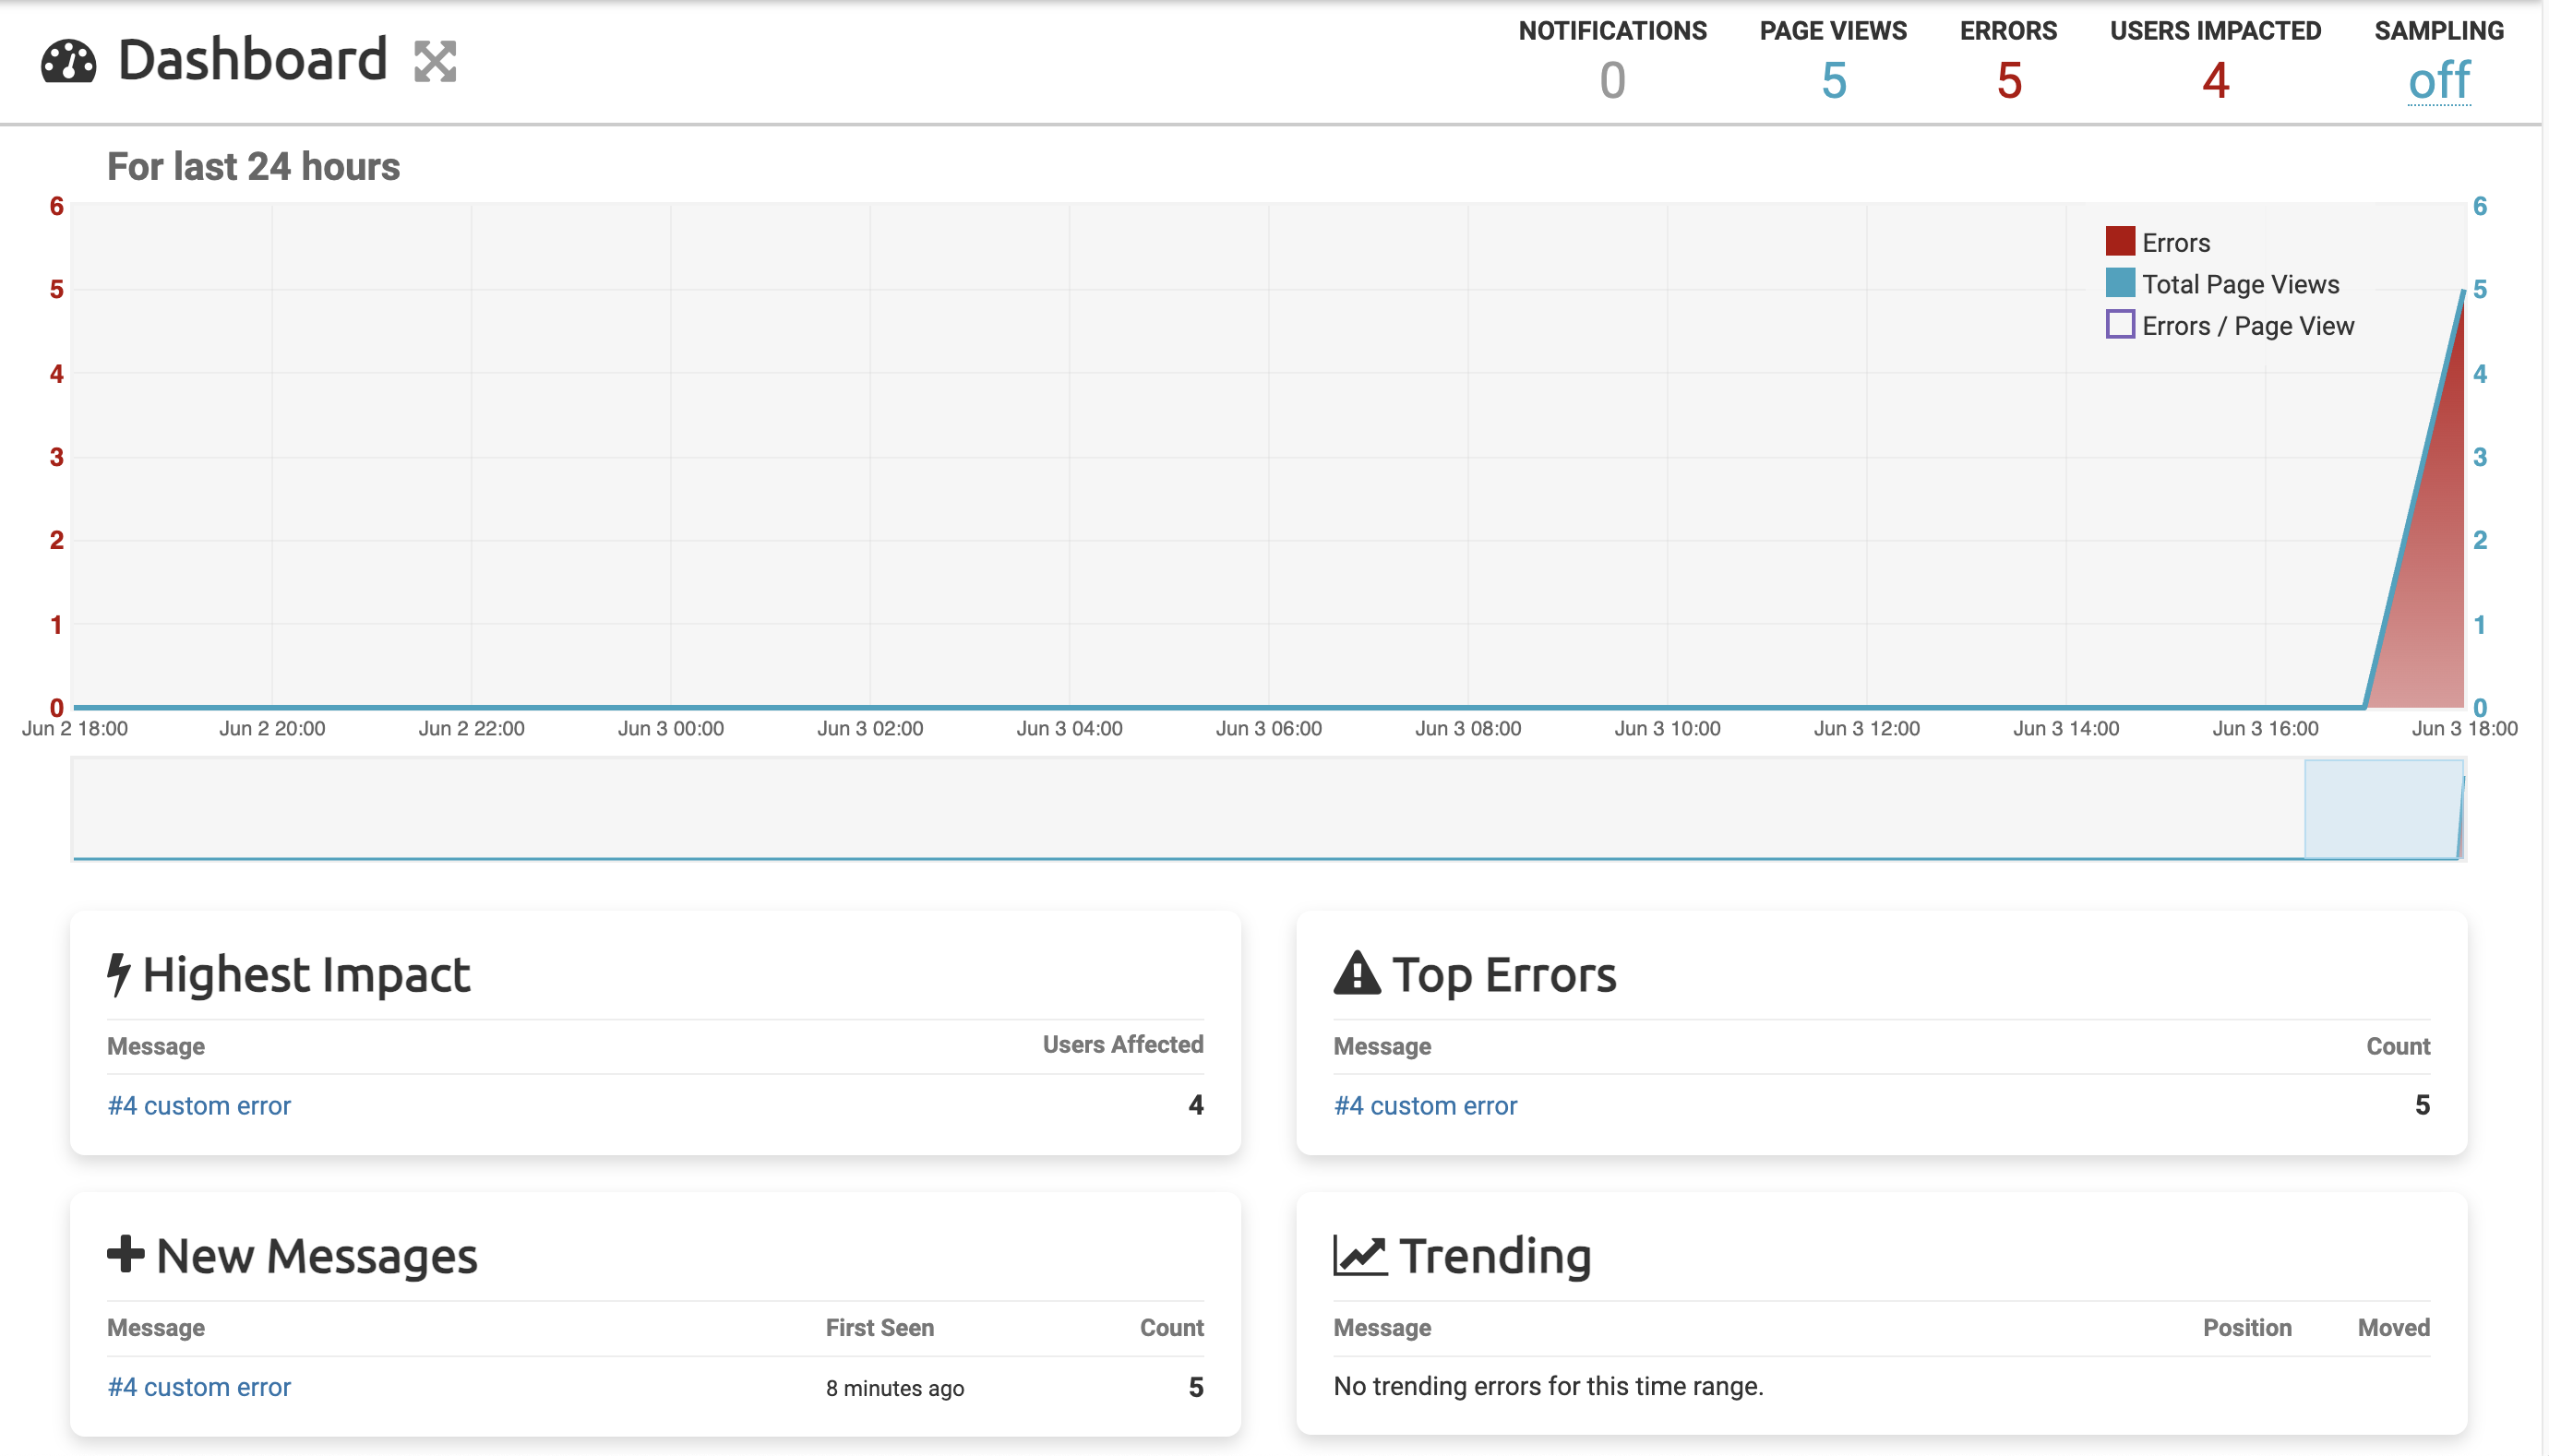 Dashboard
NOTIFICATIONS PAGE VIEWS ERRORS USERS IMPACTED SAMPLING
0 5 5 4 off
For last 24 hours
6 6
5 5
4 4
3 3
2 2
1 1
0 0
Errors
Total Page Views
Errors / Page View
Jun 2 18:00 Jun 2 20:00 Jun 2 22:00 Jun 3 00:00 Jun 3 02:00 Jun 3 04:00 Jun 3 06:00 Jun 3 08:00 Jun 3 10:00 Jun 3 12:00 Jun 3 14:00 Jun 3 16:00 Jun 3 18:00
Highest Impact
Message Users Affected
#4 custom error 4
Top Errors
Message Count
#4 custom error 5
New Messages
Message First Seen Count
#4 custom error 8 minutes ago 5
Trending
Message Position Moved
No trending errors for this time range.